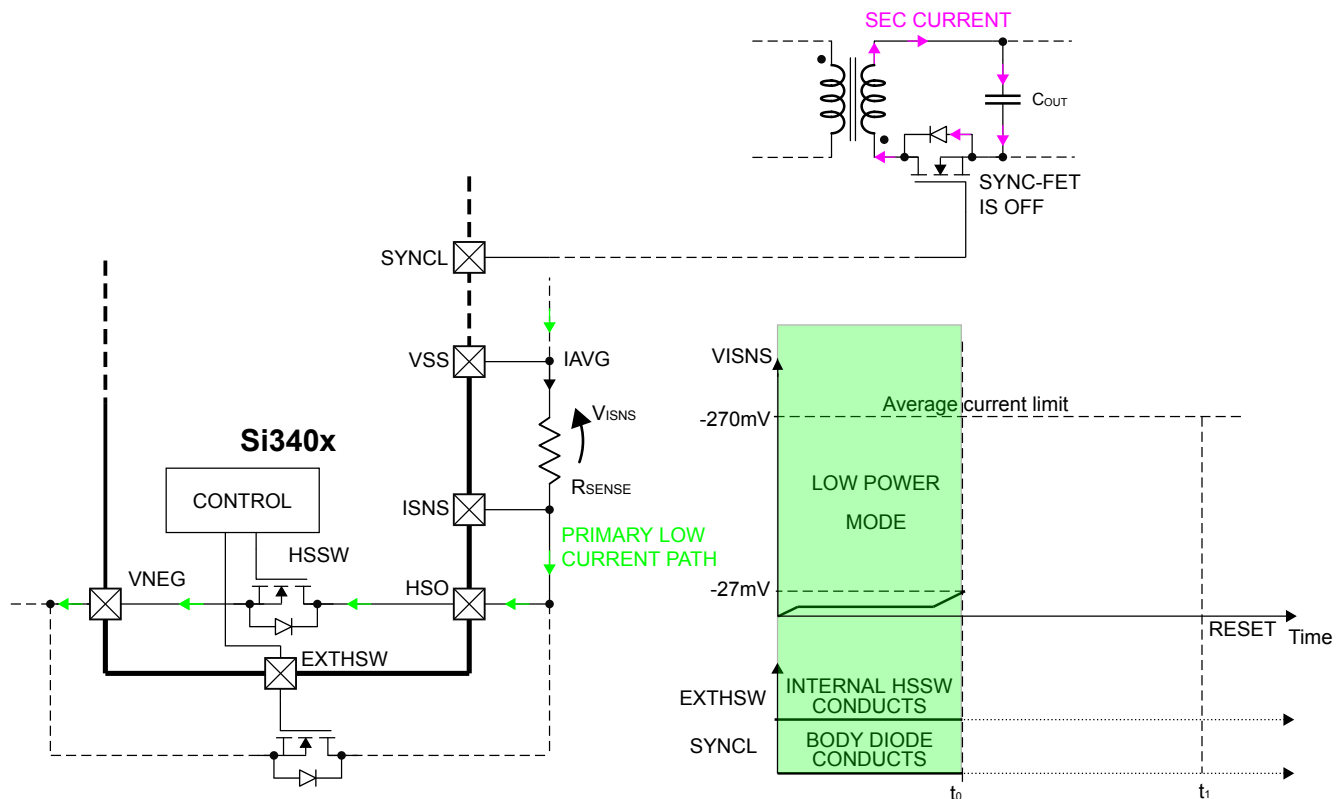 SEC CURRENT
COUT
SYNC-FET
IS OFF
SYNCL
VSS
IAVG
VISNS
RSENSE
Si340x
CONTROL
ISNS
HSSW
PRIMARY LOW
CURRENT PATH
VNEG
HSO
EXTHSW
VISNS
Average current limit
-270mV
LOW POWER
MODE
-27mV
RESET
Time
EXTHSW
INTERNAL HSSW
CONDUCTS
SYNCL
BODY DIODE
CONDUCTS
t0
t1